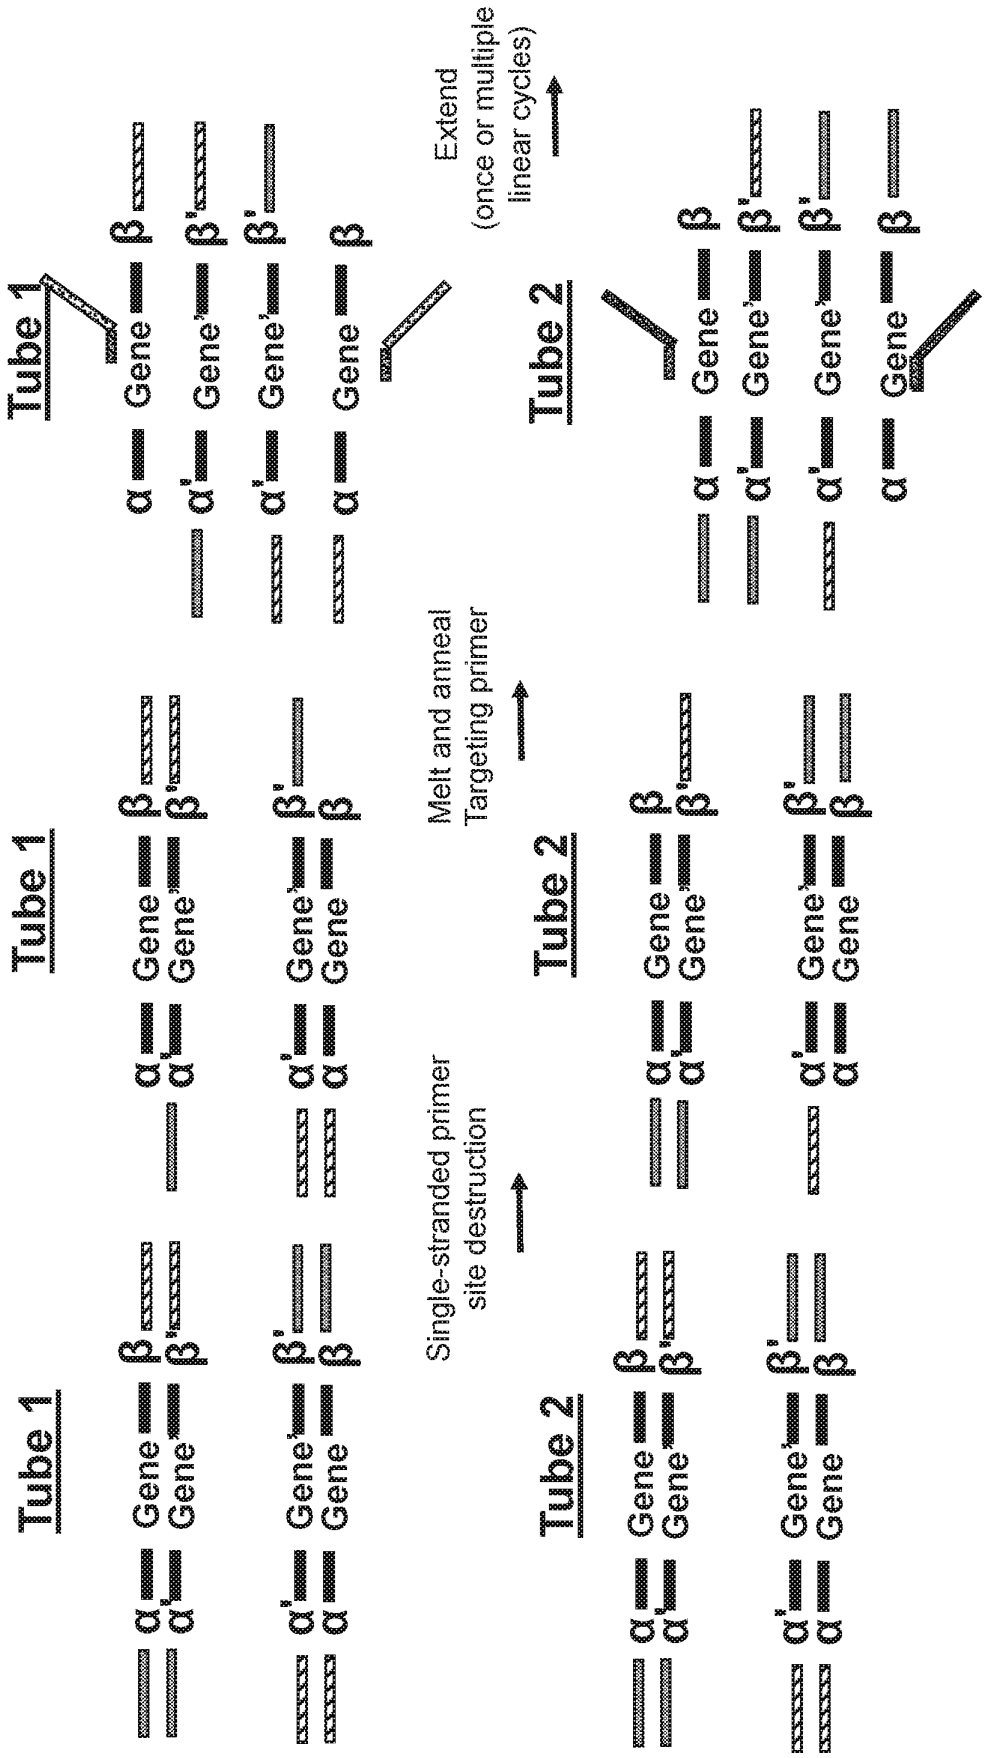 Tube 1
α Gene β
α' Gene' β'
α' Gene' β'
α Gene β
Single-stranded primer
site destruction
Tube 2
α Gene β
α' Gene' β'
α' Gene' β'
α Gene β
Tube 1
α Gene β
α' Gene' β'
α' Gene' β'
α Gene β
Melt and anneal
Targeting primer
Tube 2
α Gene β
α' Gene' β'
α' Gene' β'
α Gene β
Tube 1
α Gene β
α' Gene' β'
α' Gene' β'
α Gene β
Extend
(once or multiple
linear cycles)
Tube 2
α Gene β
α' Gene' β'
α' Gene' β'
α Gene β